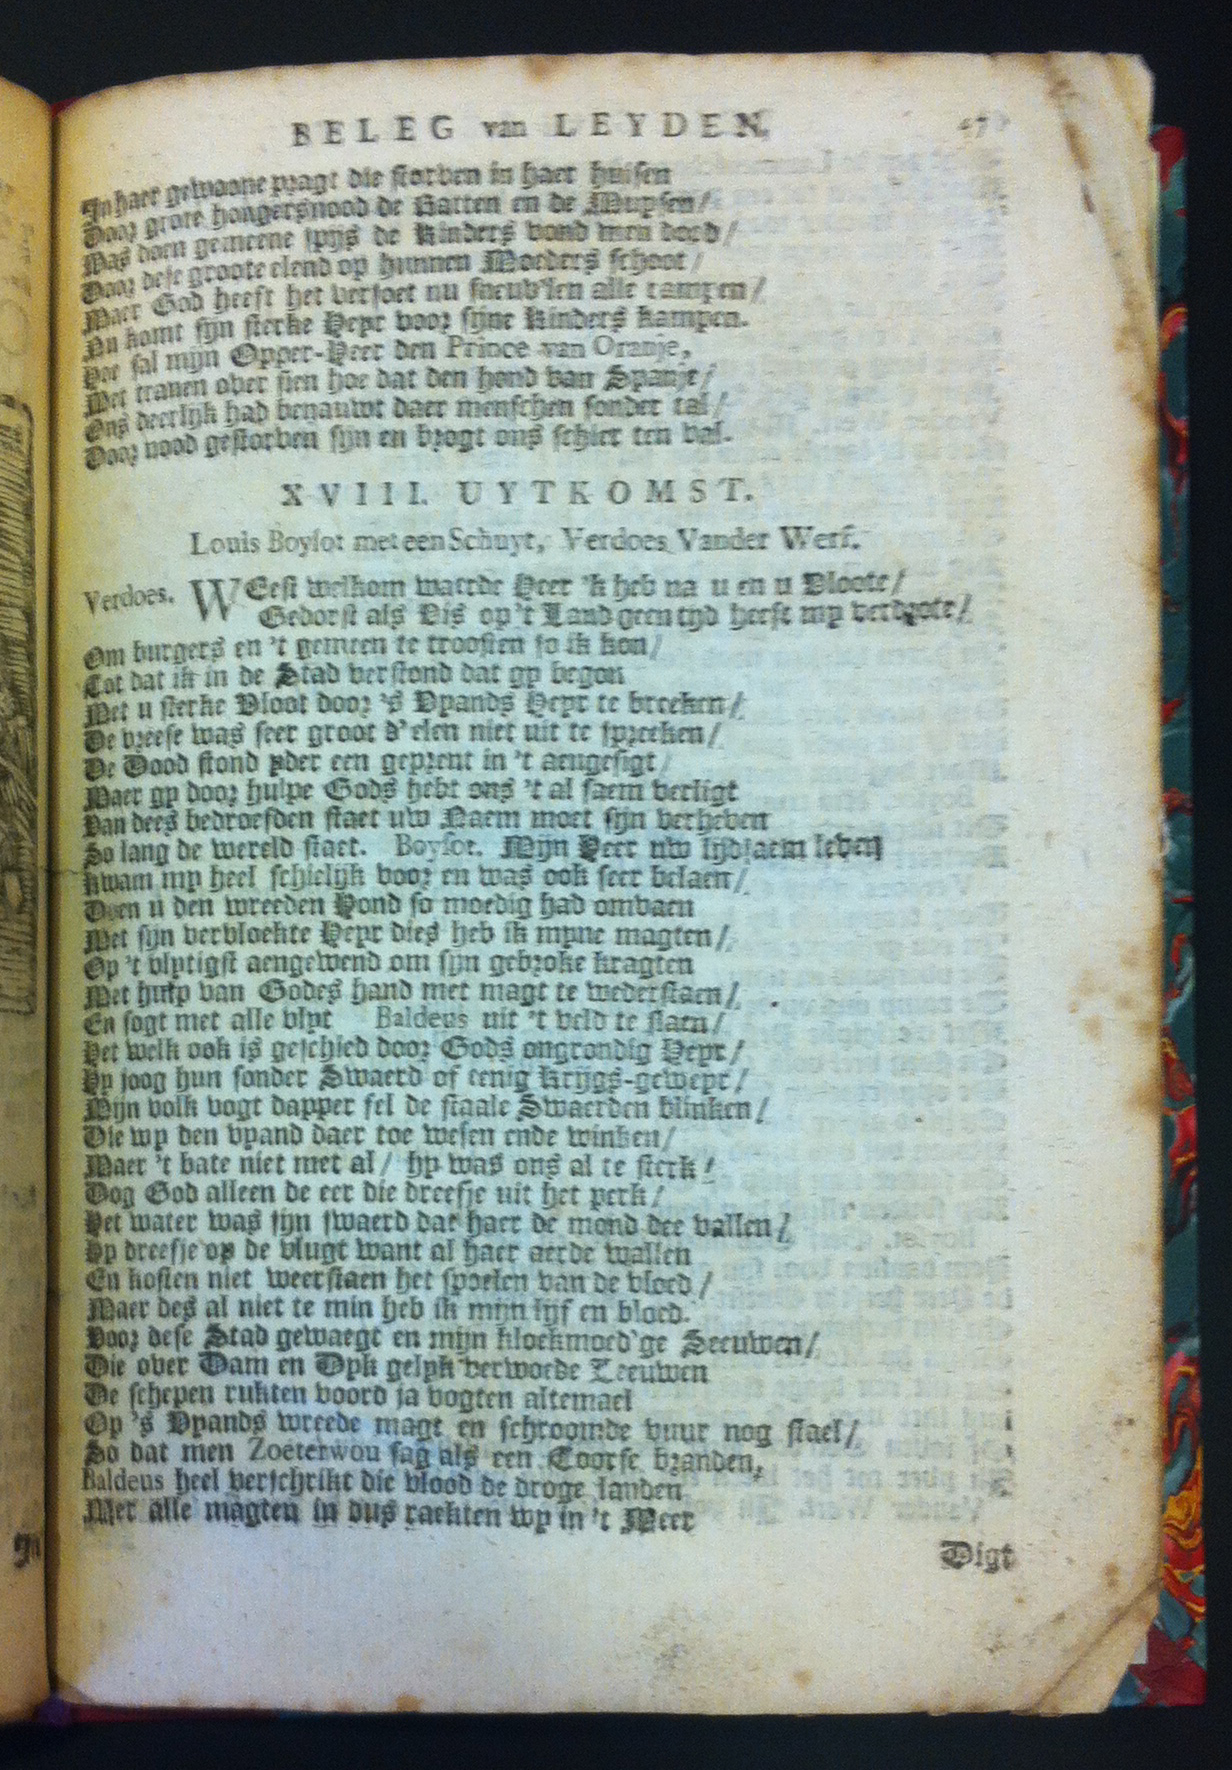 BELEG van LEYDEN. 47
In haer gewoone pragt die storven in haer huisen
Door grote hongersnood de Katten en de Muysen/
Was doen gemeene spijs de Kinders vond men dood/
Door dese groote elend op hunnen Moeders schoot/
Maer God heeft het versoet nu sneuv'len alle rampen/
Nu komt sijn sterke Heyr voor sijne Kinders kampen.
Hoe sal mijn Opper-Heer den Prince van Oranje,
Met tranen over sien hoe dat den hond van Spanje/
Ons deerlijk had benauwt daer menschen sonder tal/
Door nood gestorven sijn en brogt ons schier ten val.
XVIII. UYTKOMST.
Louis Boysot met een Schuyt, Verdoes Vander Werf.
Verdoes. WEest welkom waerde Heer 'k heb na u en u Vloote/
Gedorst als Vis op 't Land geen tijd heeft my verdrote/
Om burgers en 't gemeen te troosten so ik kon/
Tot dat ik in de Stad verstond dat gy begon
Met u sterke Vloot door 's Vyands Heyr te breeken/
De vreese was seer groot d'elen niet uit te spreeken/
De Dood stond yder een geprent in 't aengesigt/
Maer gy door hulpe Gods hebt ons 't al saem verligt
Van dees bedroefden staet uw Naem moet sijn verheven
So lang de wereld staet. Boysot. Mijn Heer uw lijdsaem leven
Kwam my heel schielijk voor en was ook seer belaen/
Doen u den wreeden Hond so moedig had omvaen
Met sijn vervloekte Heyr dies heb ik myne magten/
Op 't vlytigst aengewend om sijn gebroke kragten
Met hulp van Godes hand met magt te wederstaen/
En sogt met alle vlyt Baldeus uit 't veld te slaen/
Het welk ook is geschied door Gods ongrondig Heyr/
Hy joog hun sonder Swaerd of eenig krijgs-geweyr/
Mijn volk vogt dapper fel de staale Swaerden blinken/
Die wy den vyand daer toe wesen ende winken/
Maer 't bate niet met al/ hy was ons al te sterk/
Dog God alleen de eer die dreefje uit het perk/
Het water was sijn swaerd dat haer de mond dee vallen/
Hy dreefje op de vlugt want al haer aerde wallen
En kosten niet weerstaen het spoelen van de vloed/
Maer des al niet te min heb ik mijn lijf en bloed.
Voor dese Stad gewaegt en mijn kloekmoed'ge Seeuwen/
Die over Dam en Dyk gelyk verwoede Leeuwen
De schepen rukten voord ja vogten altemael
Op 's Vyands wreede magt en schroomde vuur nog stael/
So dat men Zoeterwou sag als een Toorse branden,
Baldeus heel verschrikt die vlood de droge landen
Met alle magten in dus raekten wy in 't Meer
Digt
In